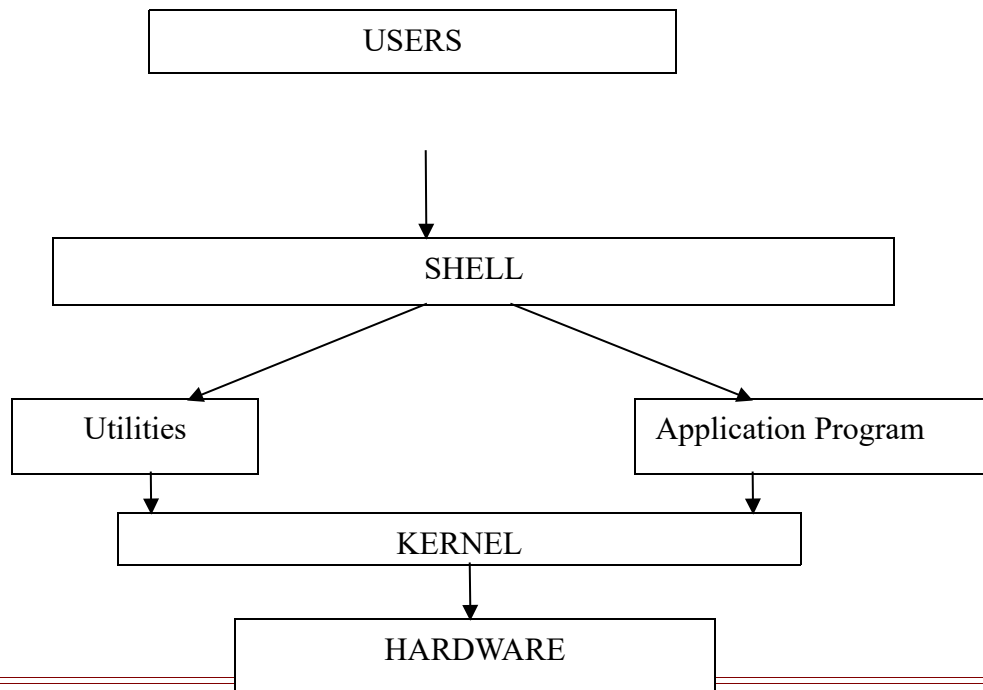 USERS
SHELL
Utilities
Application Program
KERNEL
HARDWARE